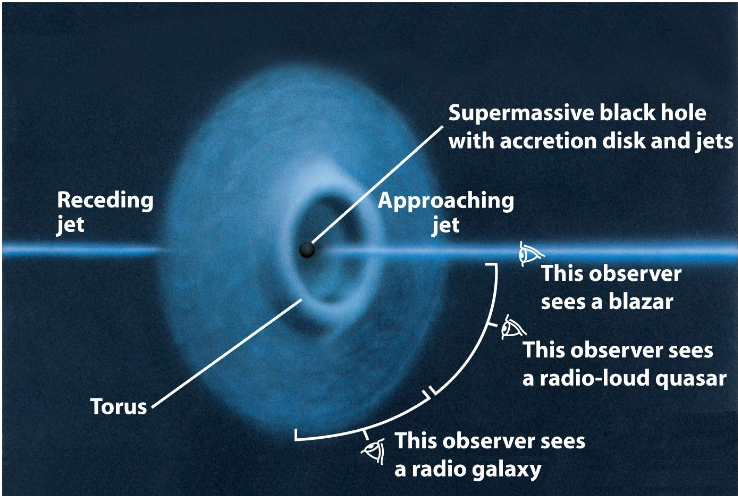 Supermassive black hole
with accretion disk and jets
Receding
jet
Approaching
jet
This observer
sees a blazar
This observer sees
a radio-loud quasar
Torus
This observer sees
a radio galaxy